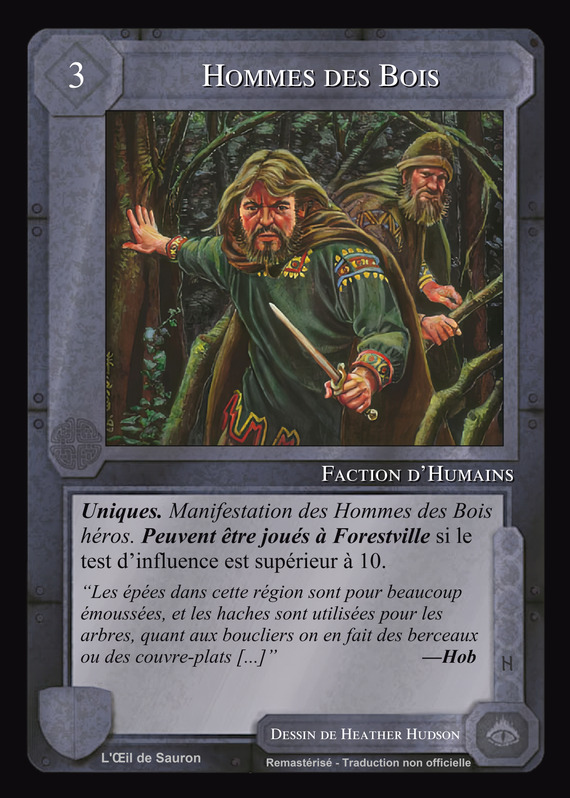 3
HOMMES DES BOIS
FACTION D'HUMAINS
Uniques. Manifestation des Hommes des Bois
héros. Peuvent être joués à Forestville si le
test d'influence est supérieur à 10.
“Les épées dans cette région sont pour beaucoup
émoussées, et les haches sont utilisées pour les
arbres, quant aux boucliers on en fait des berceaux
ou des couvre-plats [...]” —Hob
DESSIN DE HEATHER HUDSON
L'Œil de Sauron
Remastérisé - Traduction non officielle